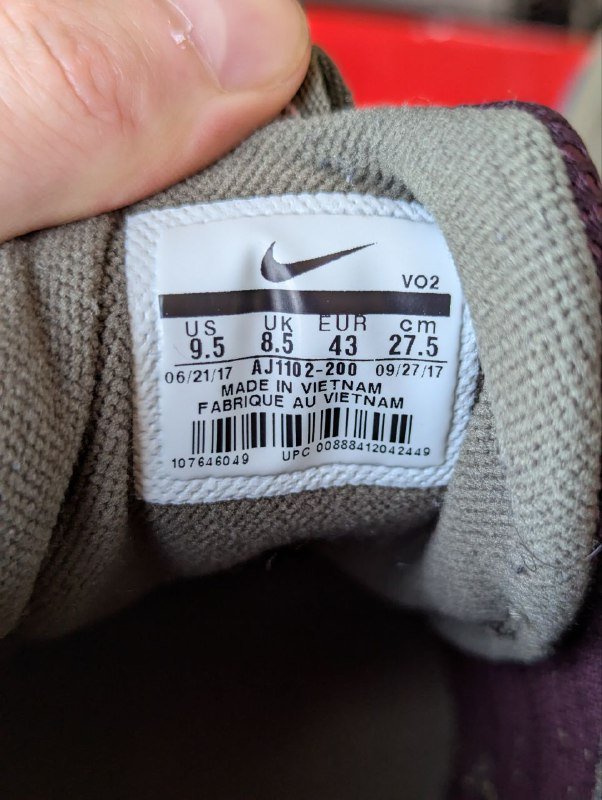 VO2
US UK EUR cm
9.5 8.5 43 27.5
06/21/17 AJ1102-200 09/27/17
MADE IN VIETNAM
FABRIQUE AU VIETNAM
107646049 UPC 00888412042449